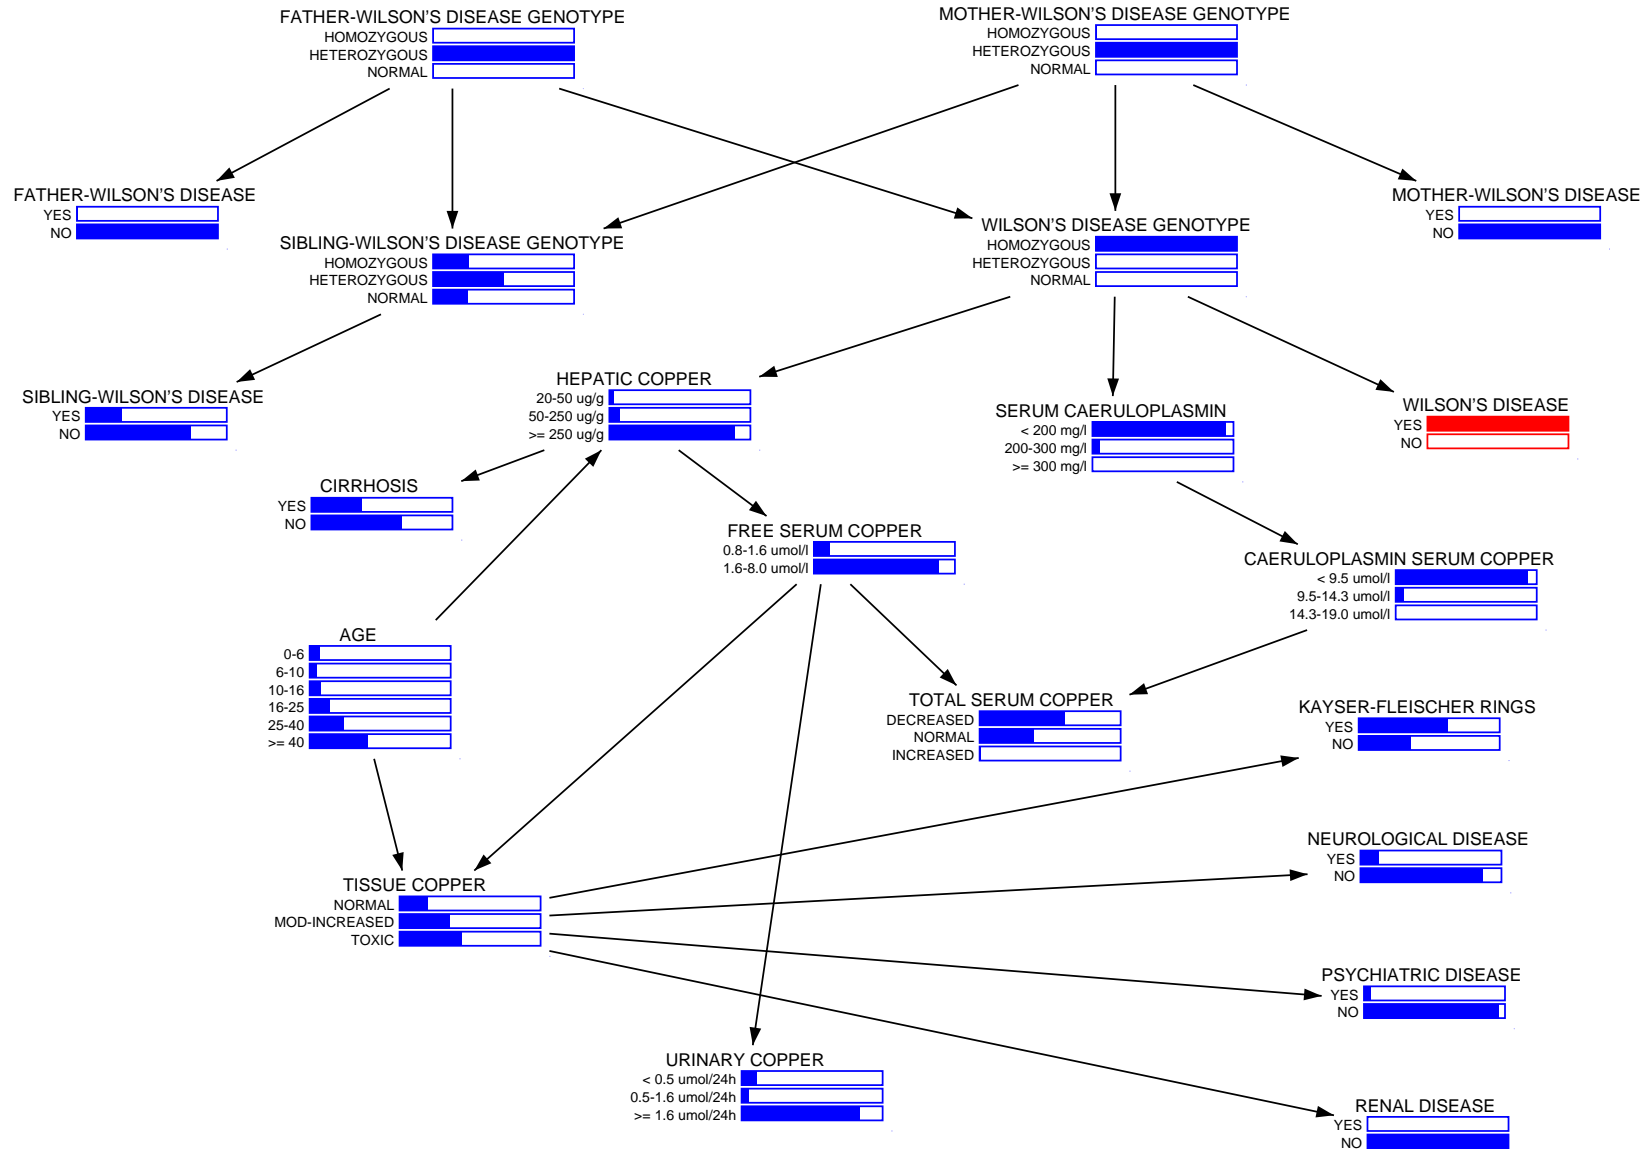 FATHER-WILSON'S DISEASE GENOTYPE
HOMOZYGOUS
HETEROZYGOUS
NORMAL
MOTHER-WILSON'S DISEASE GENOTYPE
HOMOZYGOUS
HETEROZYGOUS
NORMAL
FATHER-WILSON'S DISEASE
YES
NO
MOTHER-WILSON'S DISEASE
YES
NO
SIBLING-WILSON'S DISEASE GENOTYPE
HOMOZYGOUS
HETEROZYGOUS
NORMAL
WILSON'S DISEASE GENOTYPE
HOMOZYGOUS
HETEROZYGOUS
NORMAL
SIBLING-WILSON'S DISEASE
YES
NO
HEPATIC COPPER
20-50 ug/g
50-250 ug/g
>= 250 ug/g
SERUM CAERULOPLASMIN
< 200 mg/l
200-300 mg/l
>= 300 mg/l
WILSON'S DISEASE
YES
NO
CIRRHOSIS
YES
NO
FREE SERUM COPPER
0.8-1.6 umol/l
1.6-8.0 umol/l
CAERULOPLASMIN SERUM COPPER
< 9.5 umol/l
9.5-14.3 umol/l
14.3-19.0 umol/l
AGE
0-6
6-10
10-16
16-25
25-40
>= 40
TOTAL SERUM COPPER
DECREASED
NORMAL
INCREASED
KAYSER-FLEISCHER RINGS
YES
NO
NEUROLOGICAL DISEASE
YES
NO
TISSUE COPPER
NORMAL
MOD-INCREASED
TOXIC
PSYCHIATRIC DISEASE
YES
NO
URINARY COPPER
< 0.5 umol/24h
0.5-1.6 umol/24h
>= 1.6 umol/24h
RENAL DISEASE
YES
NO